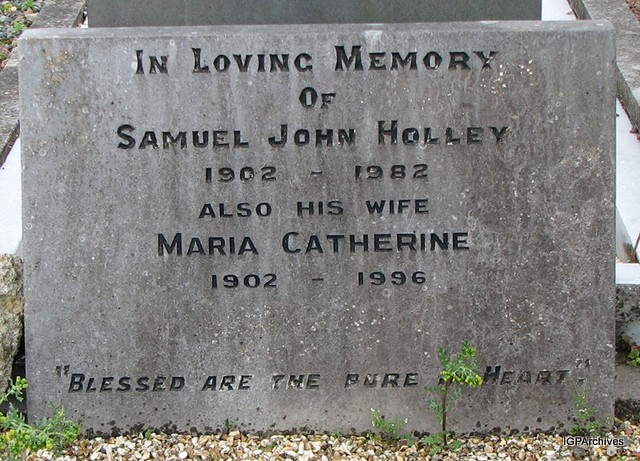 In Loving Memory
Of
Samuel John Holley
1902 - 1982
also his wife
Maria Catherine
1902 - 1996
"Blessed are the pure in Heart."
IGPArchives